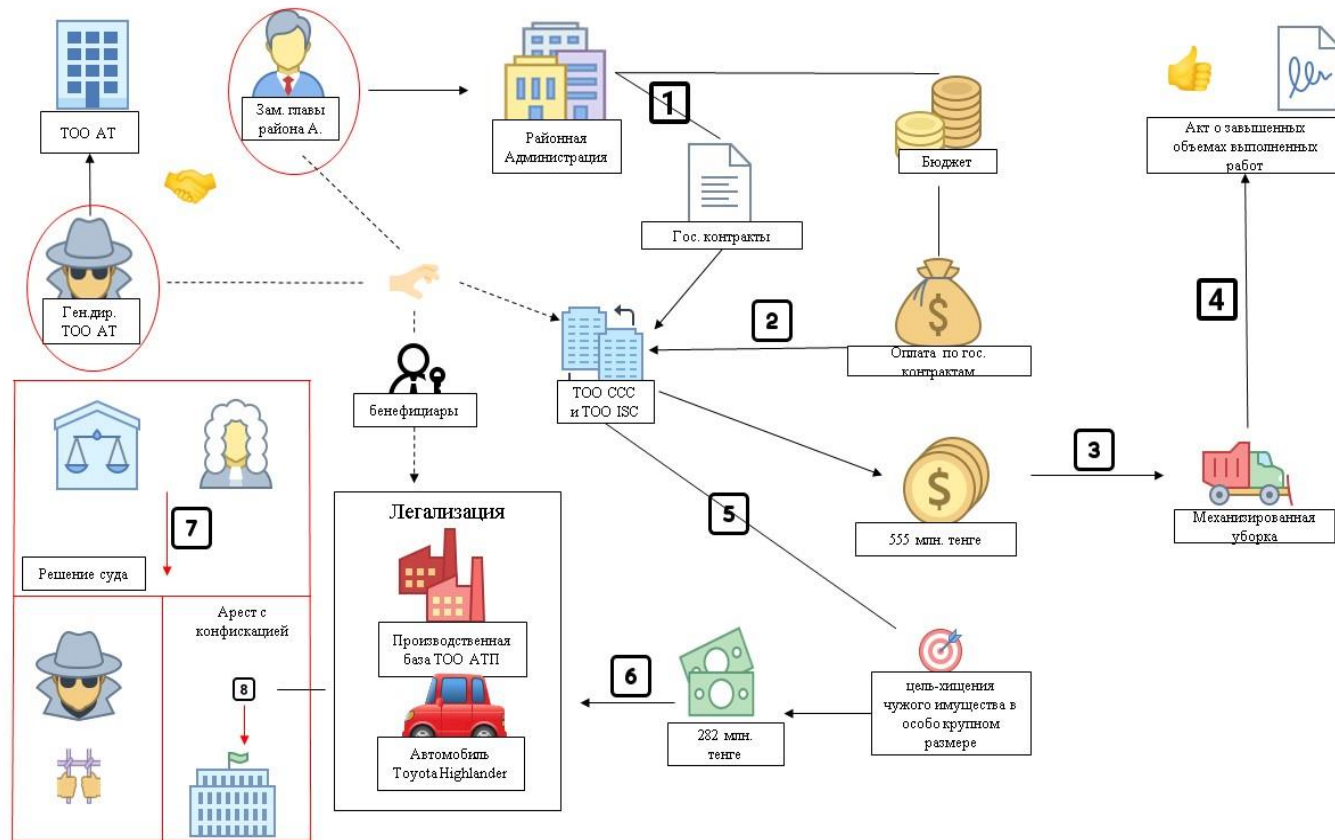 ТОО АТ
Зам. главы
района А.
Районная
Администрация
1
Бюджет
Акт о завышенных
объемах выполненных
работ
Гос. контракты
Ген.дир.
ТОО АТ
2
$
Оплата по гос.
контрактам
4
бенефициары
ТОО ССС
и ТОО ISC
3
$
555 млн. тенге
Механизированная
уборка
7
Решение суда
Легализация
5
Производственная
база ТОО АТП
Арест с
конфискацией
8
6
Автомобиль
Toyota Highlander
282 млн.
тенге
цель-хищения
чужого имущества в
особо крупном
размере